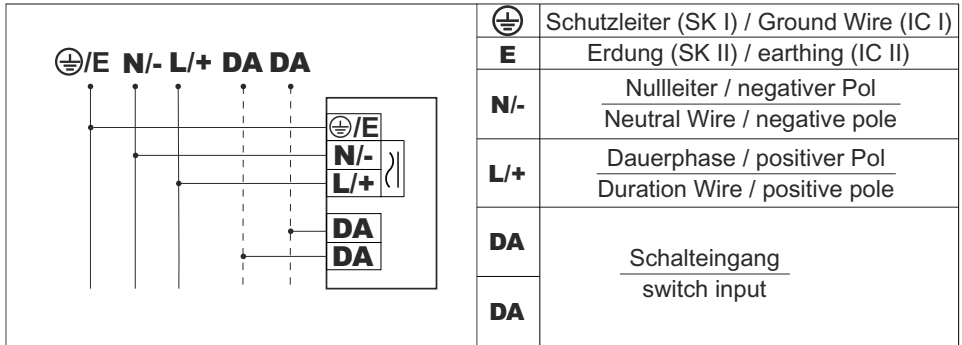 ⏚/E N/- L/+ DA DA
⏚/E
N/-
L/+
DA
DA
⏚ Schutzleiter (SK I) / Ground Wire (IC I)
E Erdung (SK II) / earthing (IC II)
N/- Nullleiter / negativer Pol
Neutral Wire / negative pole
L/+ Dauerphase / positiver Pol
Duration Wire / positive pole
DA
Schalteingang
switch input
DA